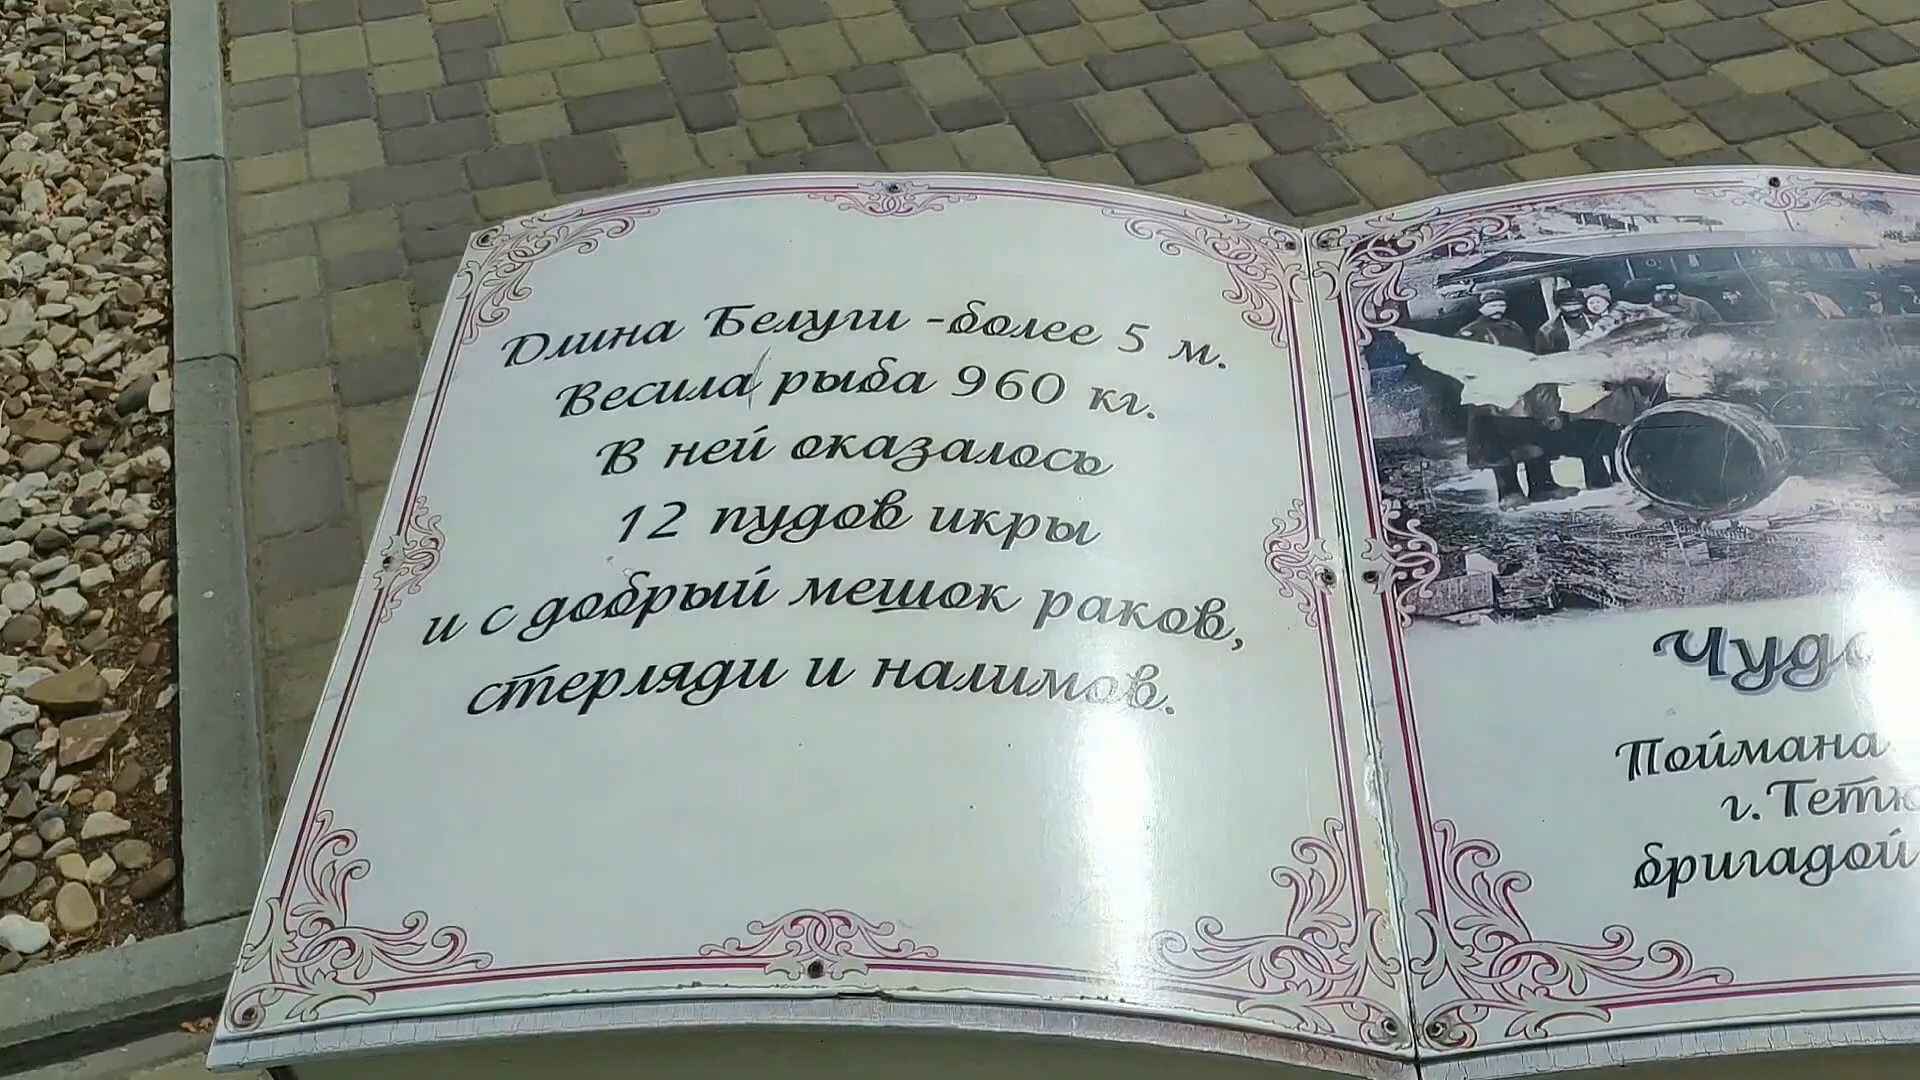 Длина Белуги - более 5 м.
Весила рыба 960 кг.
В ней оказалось
12 пудов икры
и с добрый мешок раков,
стерляди и налимов.
Поймана
бригадой